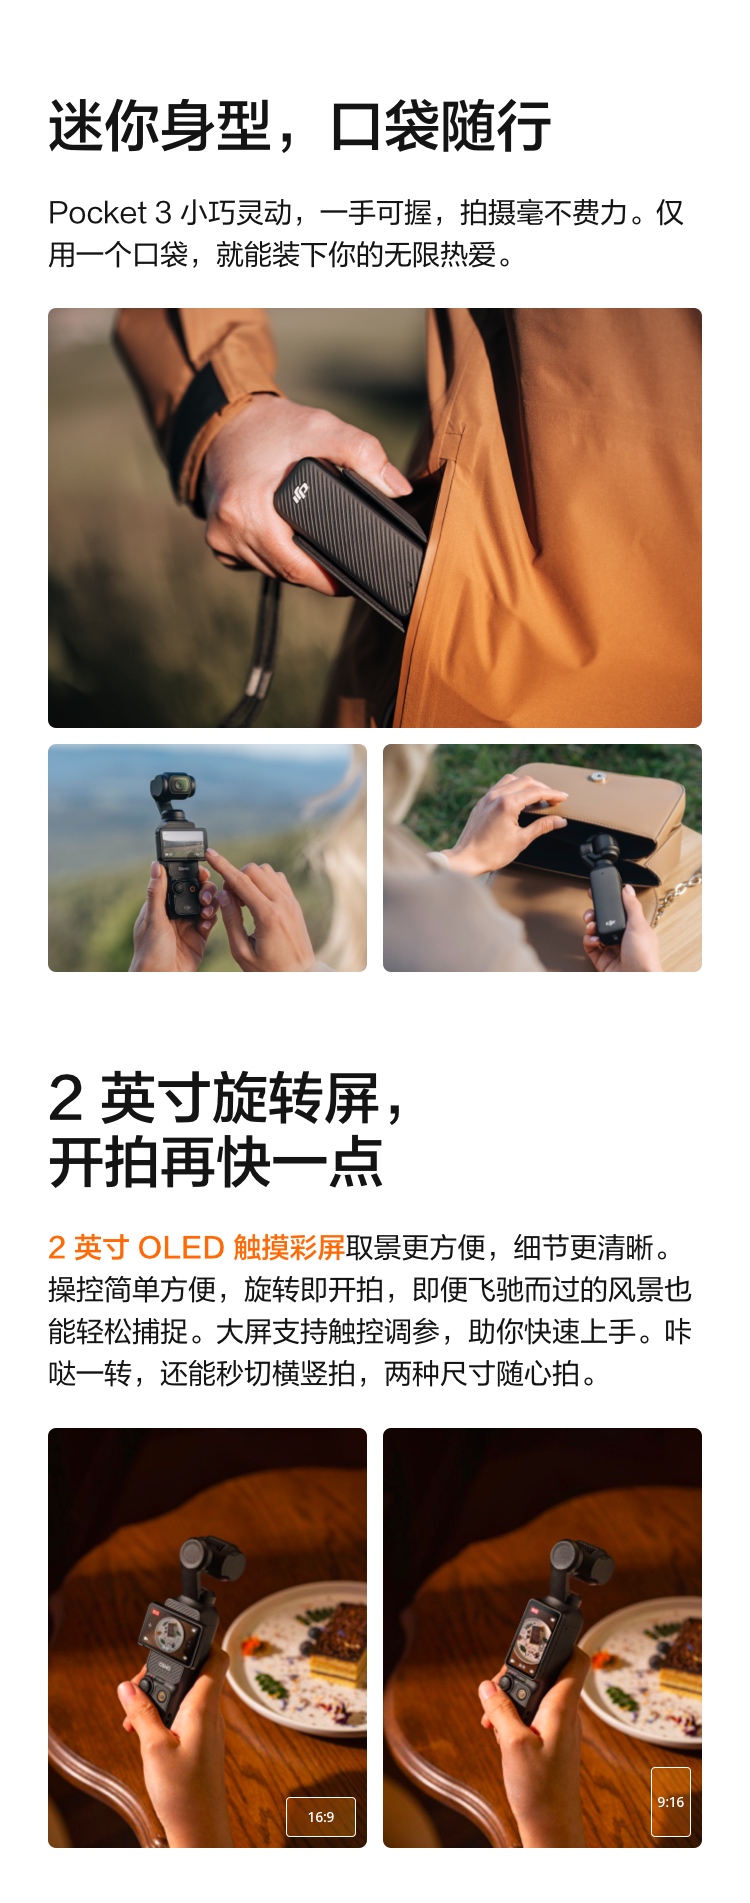 迷你身型，口袋随行
Pocket 3 小巧灵动，一手可握，拍摄毫不费力。仅
用一个口袋，就能装下你的无限热爱。
dji
2 英寸旋转屏，
开拍再快一点
2 英寸 OLED 触摸彩屏取景更方便，细节更清晰。
操控简单方便，旋转即开拍，即便飞驰而过的风景也
能轻松捕捉。大屏支持触控调参，助你快速上手。咔
哒一转，还能秒切横竖拍，两种尺寸随心拍。
16:9
9:16